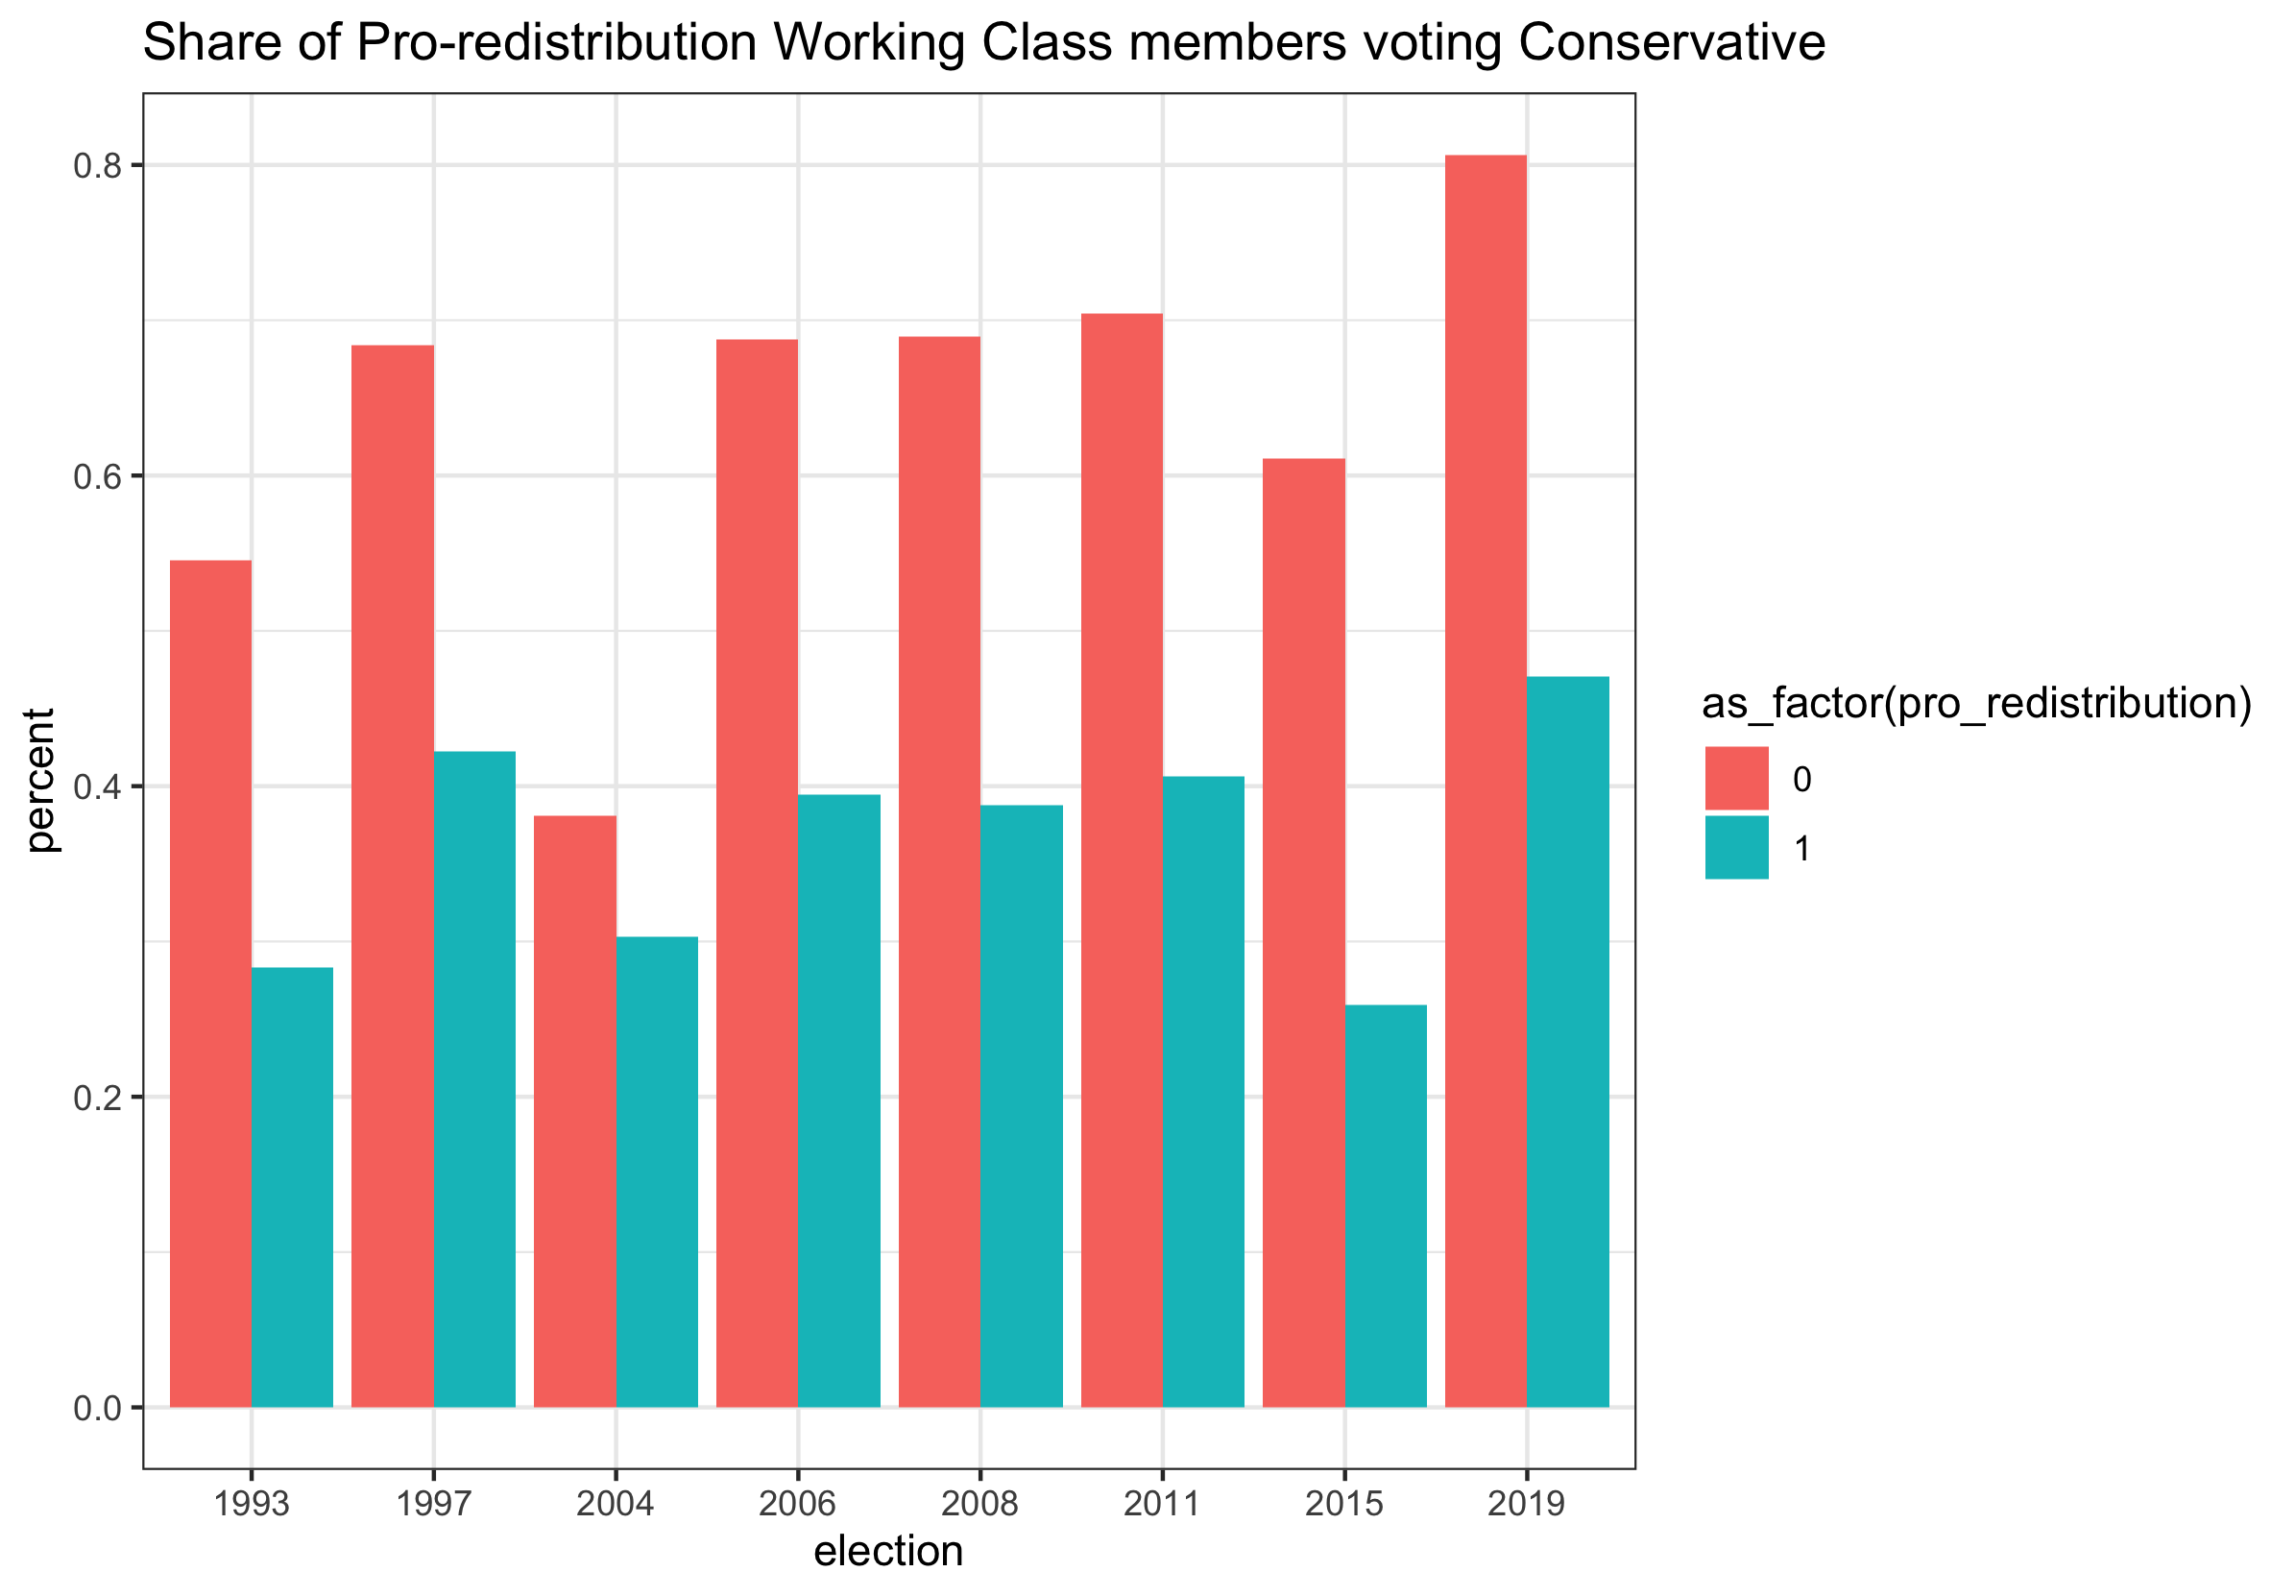 Share of Pro-redistribution Working Class members voting Conservative
0.8
0.6
0.4
0.2
0.0
percent
1993 1997 2004 2006 2008 2011 2015 2019
election
as_factor(pro_redistribution)
0
1